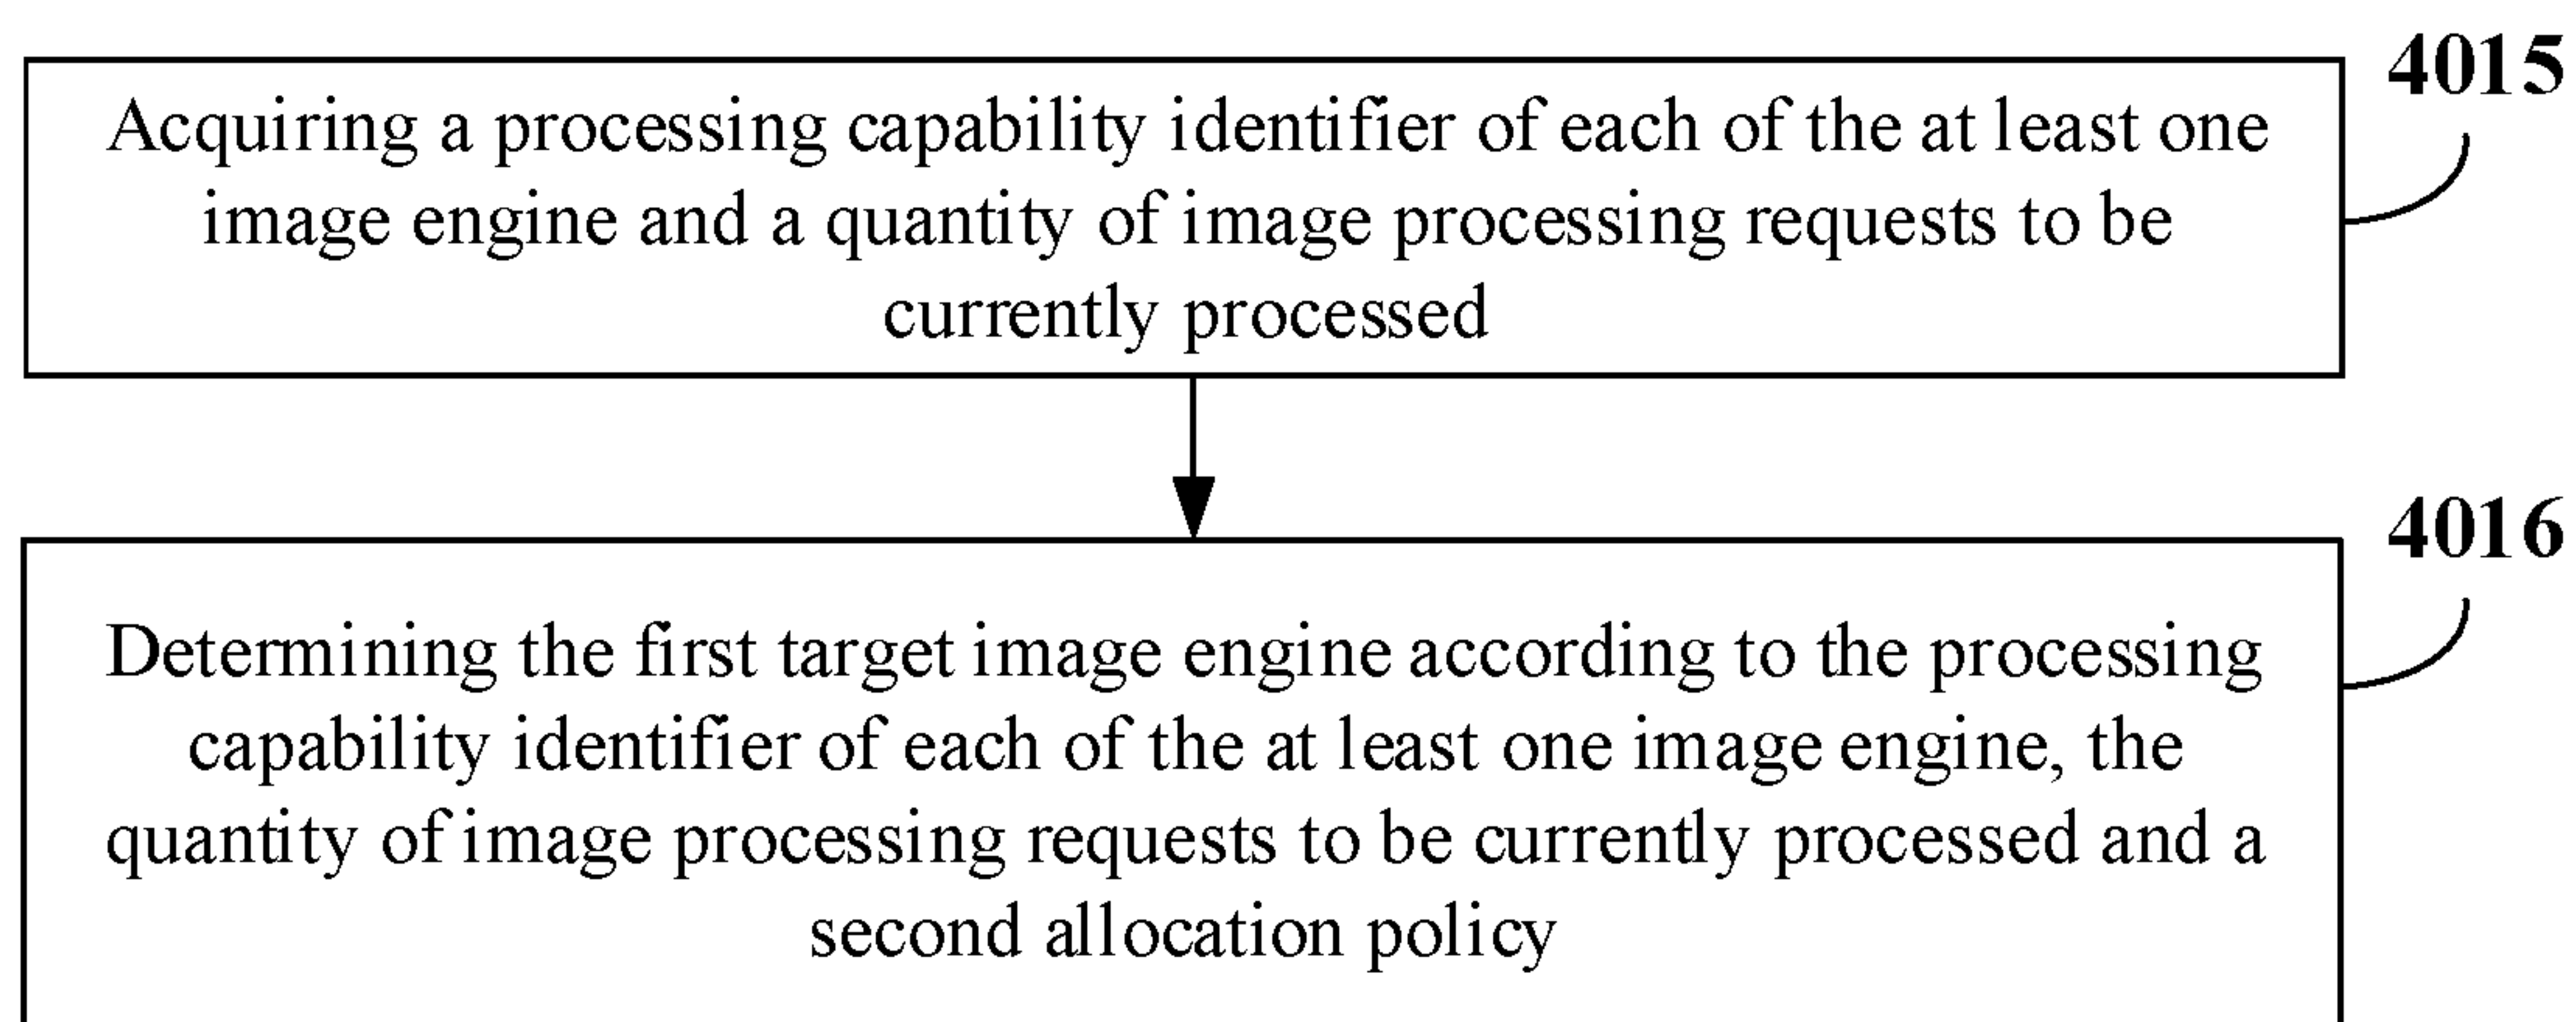 4015
Acquiring a processing capability identifier of each of the at least one
image engine and a quantity of image processing requests to be
currently processed
4016
Determining the first target image engine according to the processing
capability identifier of each of the at least one image engine, the
quantity of image processing requests to be currently processed and a
second allocation policy